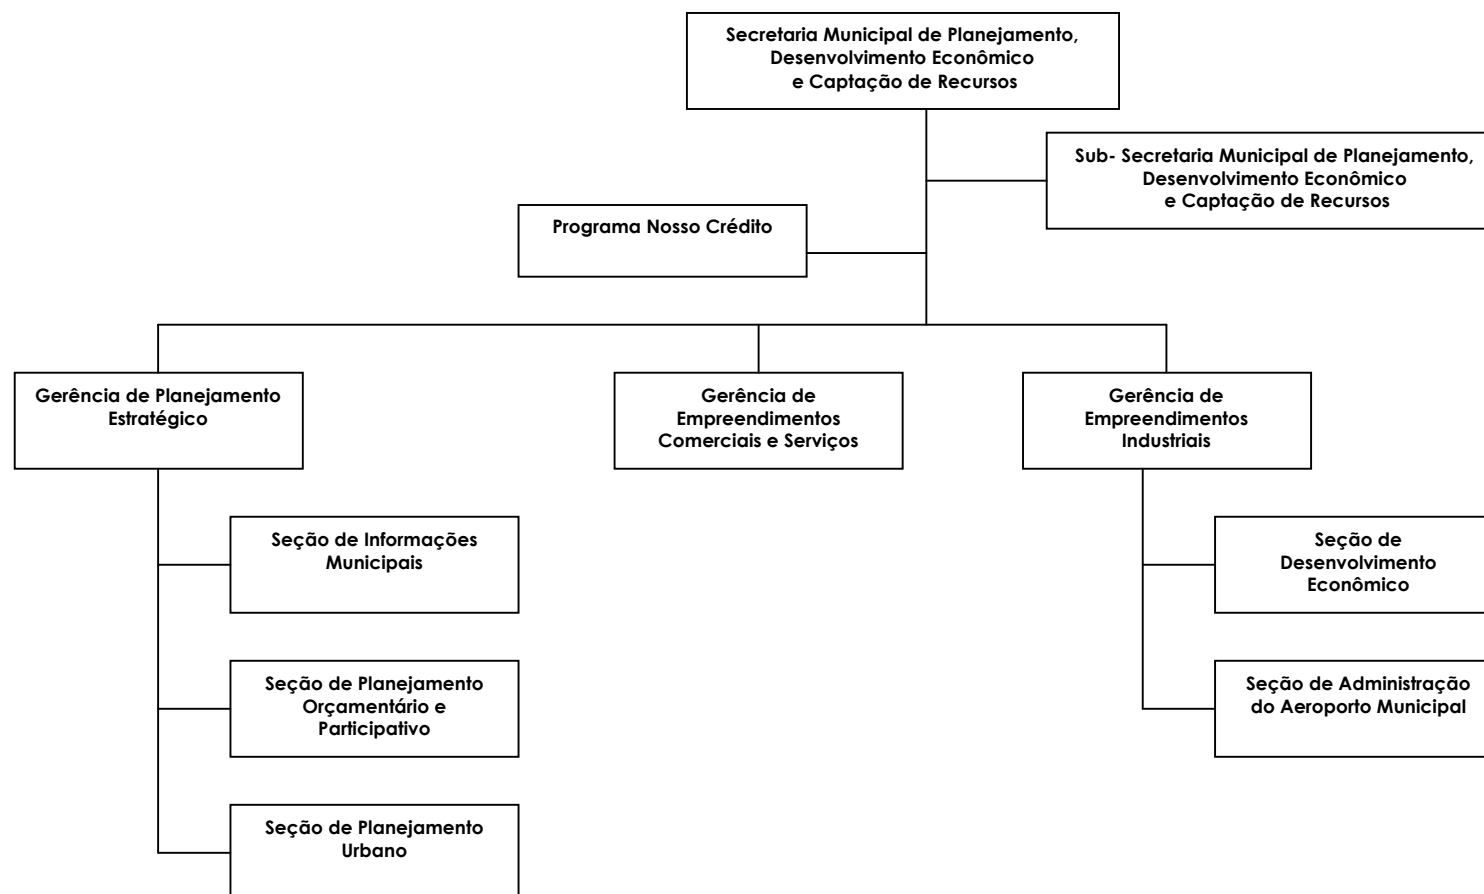 Secretaria Municipal de Planejamento,
Desenvolvimento Econômico
e Captação de Recursos
Sub- Secretaria Municipal de Planejamento,
Desenvolvimento Econômico
e Captação de Recursos
Programa Nosso Crédito
Gerência de Planejamento
Estratégico
Gerência de
Empreendimentos
Comerciais e Serviços
Gerência de
Empreendimentos
Industriais
Seção de Informações
Municipais
Seção de
Desenvolvimento
Econômico
Seção de Planejamento
Orçamentário e
Participativo
Seção de Administração
do Aeroporto Municipal
Seção de Planejamento
Urbano